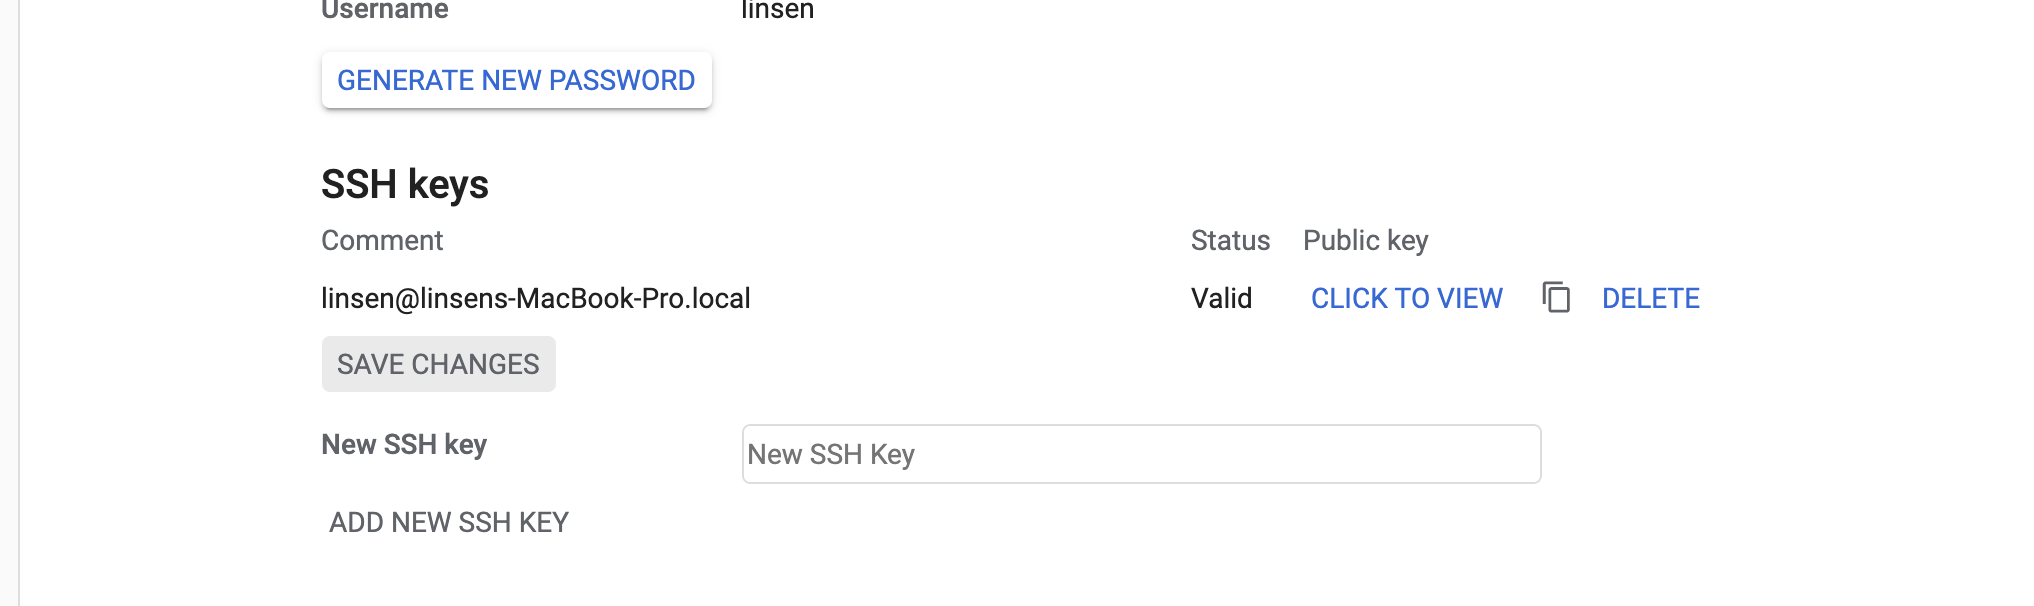 Username linsen
GENERATE NEW PASSWORD
SSH keys
Comment Status Public key
linsen@linsens-MacBook-Pro.local Valid CLICK TO VIEW DELETE
SAVE CHANGES
New SSH key New SSH Key
ADD NEW SSH KEY